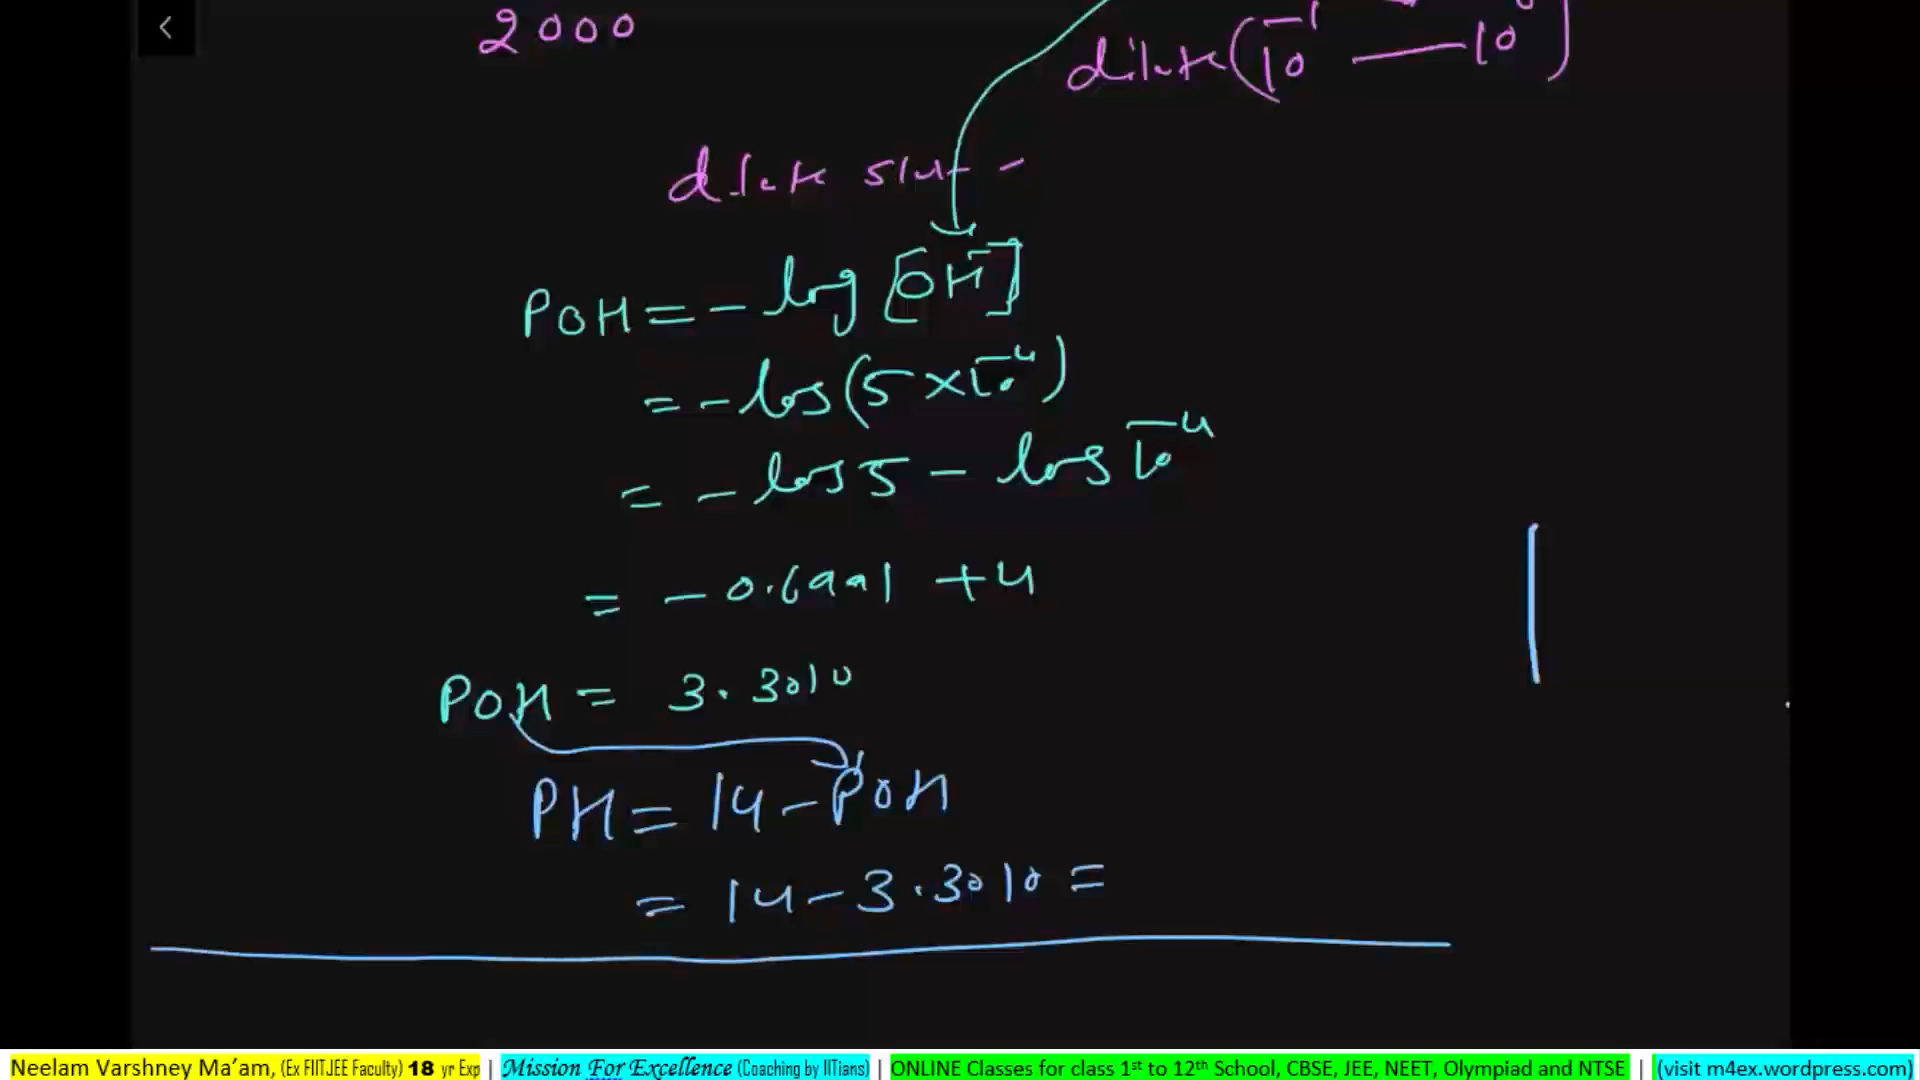 2000
dilute (10⁻¹ — 10⁰)
dilute
POH = - log [OH⁻]
= - log (5 × 10⁻⁴)
= - log 5 - log 10⁻⁴
= - 0.6991 + 4
POH = 3.3010
PH = 14 - POH
= 14 - 3.3010 =
Neelam Varshney Ma'am, (Ex FIITJEE Faculty) 18 yr Exp | Mission For Excellence (Coaching by IITians) | ONLINE Classes for class 1st to 12th School, CBSE, JEE, NEET, Olympiad and NTSE | (visit m4ex.wordpress.com)